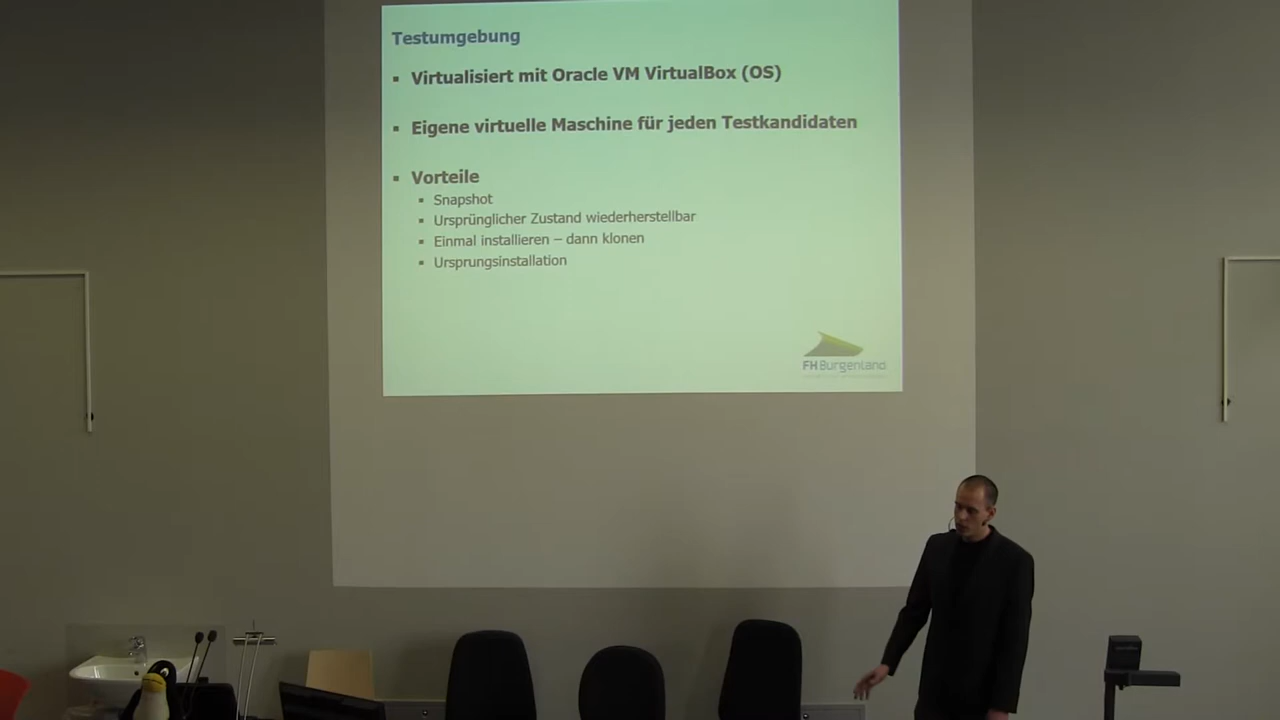 Testumgebung
▪ Virtualisiert mit Oracle VM VirtualBox (OS)
▪ Eigene virtuelle Maschine für jeden Testkandidaten
▪ Vorteile
▪ Snapshot
▪ Ursprünglicher Zustand wiederherstellbar
▪ Einmal installieren – dann klonen
▪ Ursprungsinstallation
FH Burgenland